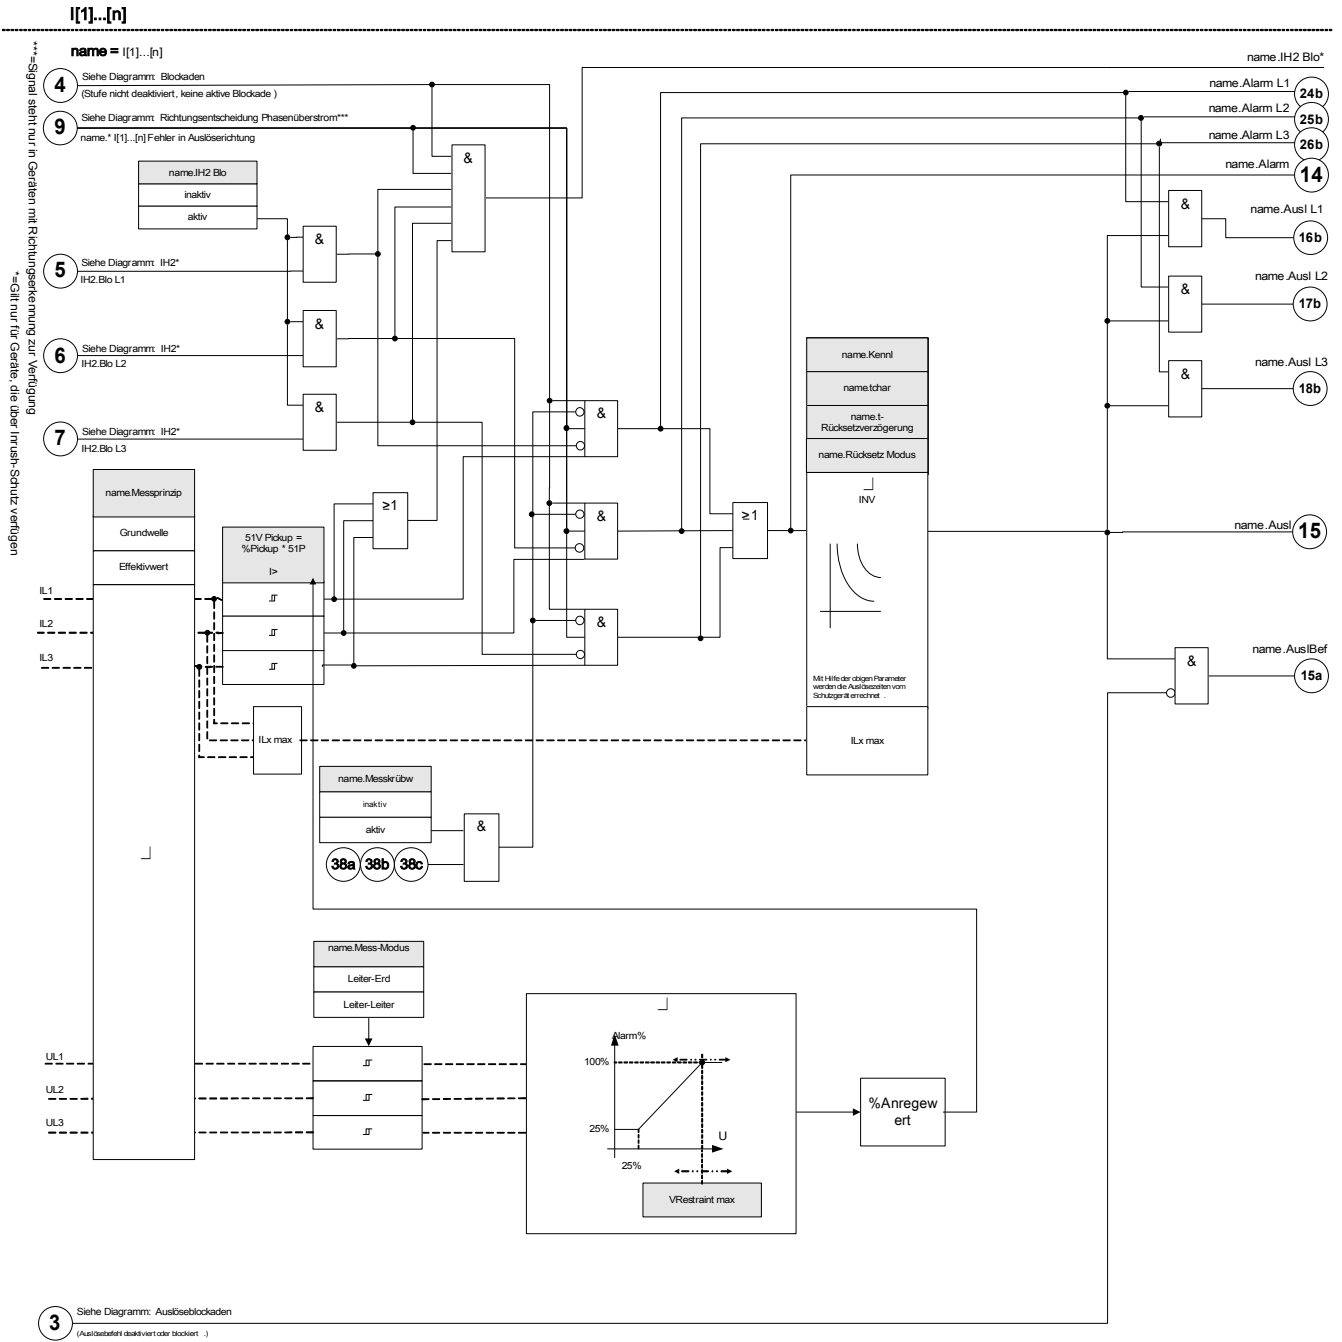 I[1]...[n]
name = I[1]...[n]
***=Signal steht nur in Geräten mit Richtungserkennung zur Verfügung
*=Gilt nur für Geräte, die über Inrush-Schutz verfügen
4
Siehe Diagramm: Blockaden
(Stufe nicht deaktiviert, keine aktive Blockade )
9
Siehe Diagramm: Richtungsentscheidung Phasenüberstrom***
name.* I[1]...[n] Fehler in Auslöserichtung
name.IH2 Blo
inaktiv
aktiv
5
Siehe Diagramm: IH2*
IH2.Blo L1
6
Siehe Diagramm: IH2*
IH2.Blo L2
7
Siehe Diagramm: IH2*
IH2.Blo L3
&
&
&
&
name.Messprinzip
Grundwelle
Effektivwert
51V Pickup =
%Pickup * 51P
I>
≥1
IL1
IL2
IL3
ILx max
&
&
&
≥1
name.Kennl
name.tchar
name.t-
Rücksetzverzögerung
name.Rücksetz Modus
INV
Mit Hilfe der obigen Parameter
werden die Auslösezeiten vom
Schutzgerät errechnet .
ILx max
name.IH2 Blo*
name.Alarm L1
24b
name.Alarm L2
25b
name.Alarm L3
26b
name.Alarm
14
&
name.Ausl L1
16b
&
name.Ausl L2
17b
&
name.Ausl L3
18b
name.Ausl
15
&
name.AuslBef
15a
name.Messkrübw
inaktiv
aktiv
&
38a
38b
38c
name.Mess-Modus
Leiter-Erd
Leiter-Leiter
UL1
UL2
UL3
Alarm%
100%
25%
U
25%
VRestraint max
%Anregew
ert
3
Siehe Diagramm: Auslöseblockaden
(Auslösebefehl deaktiviert oder blockiert .)